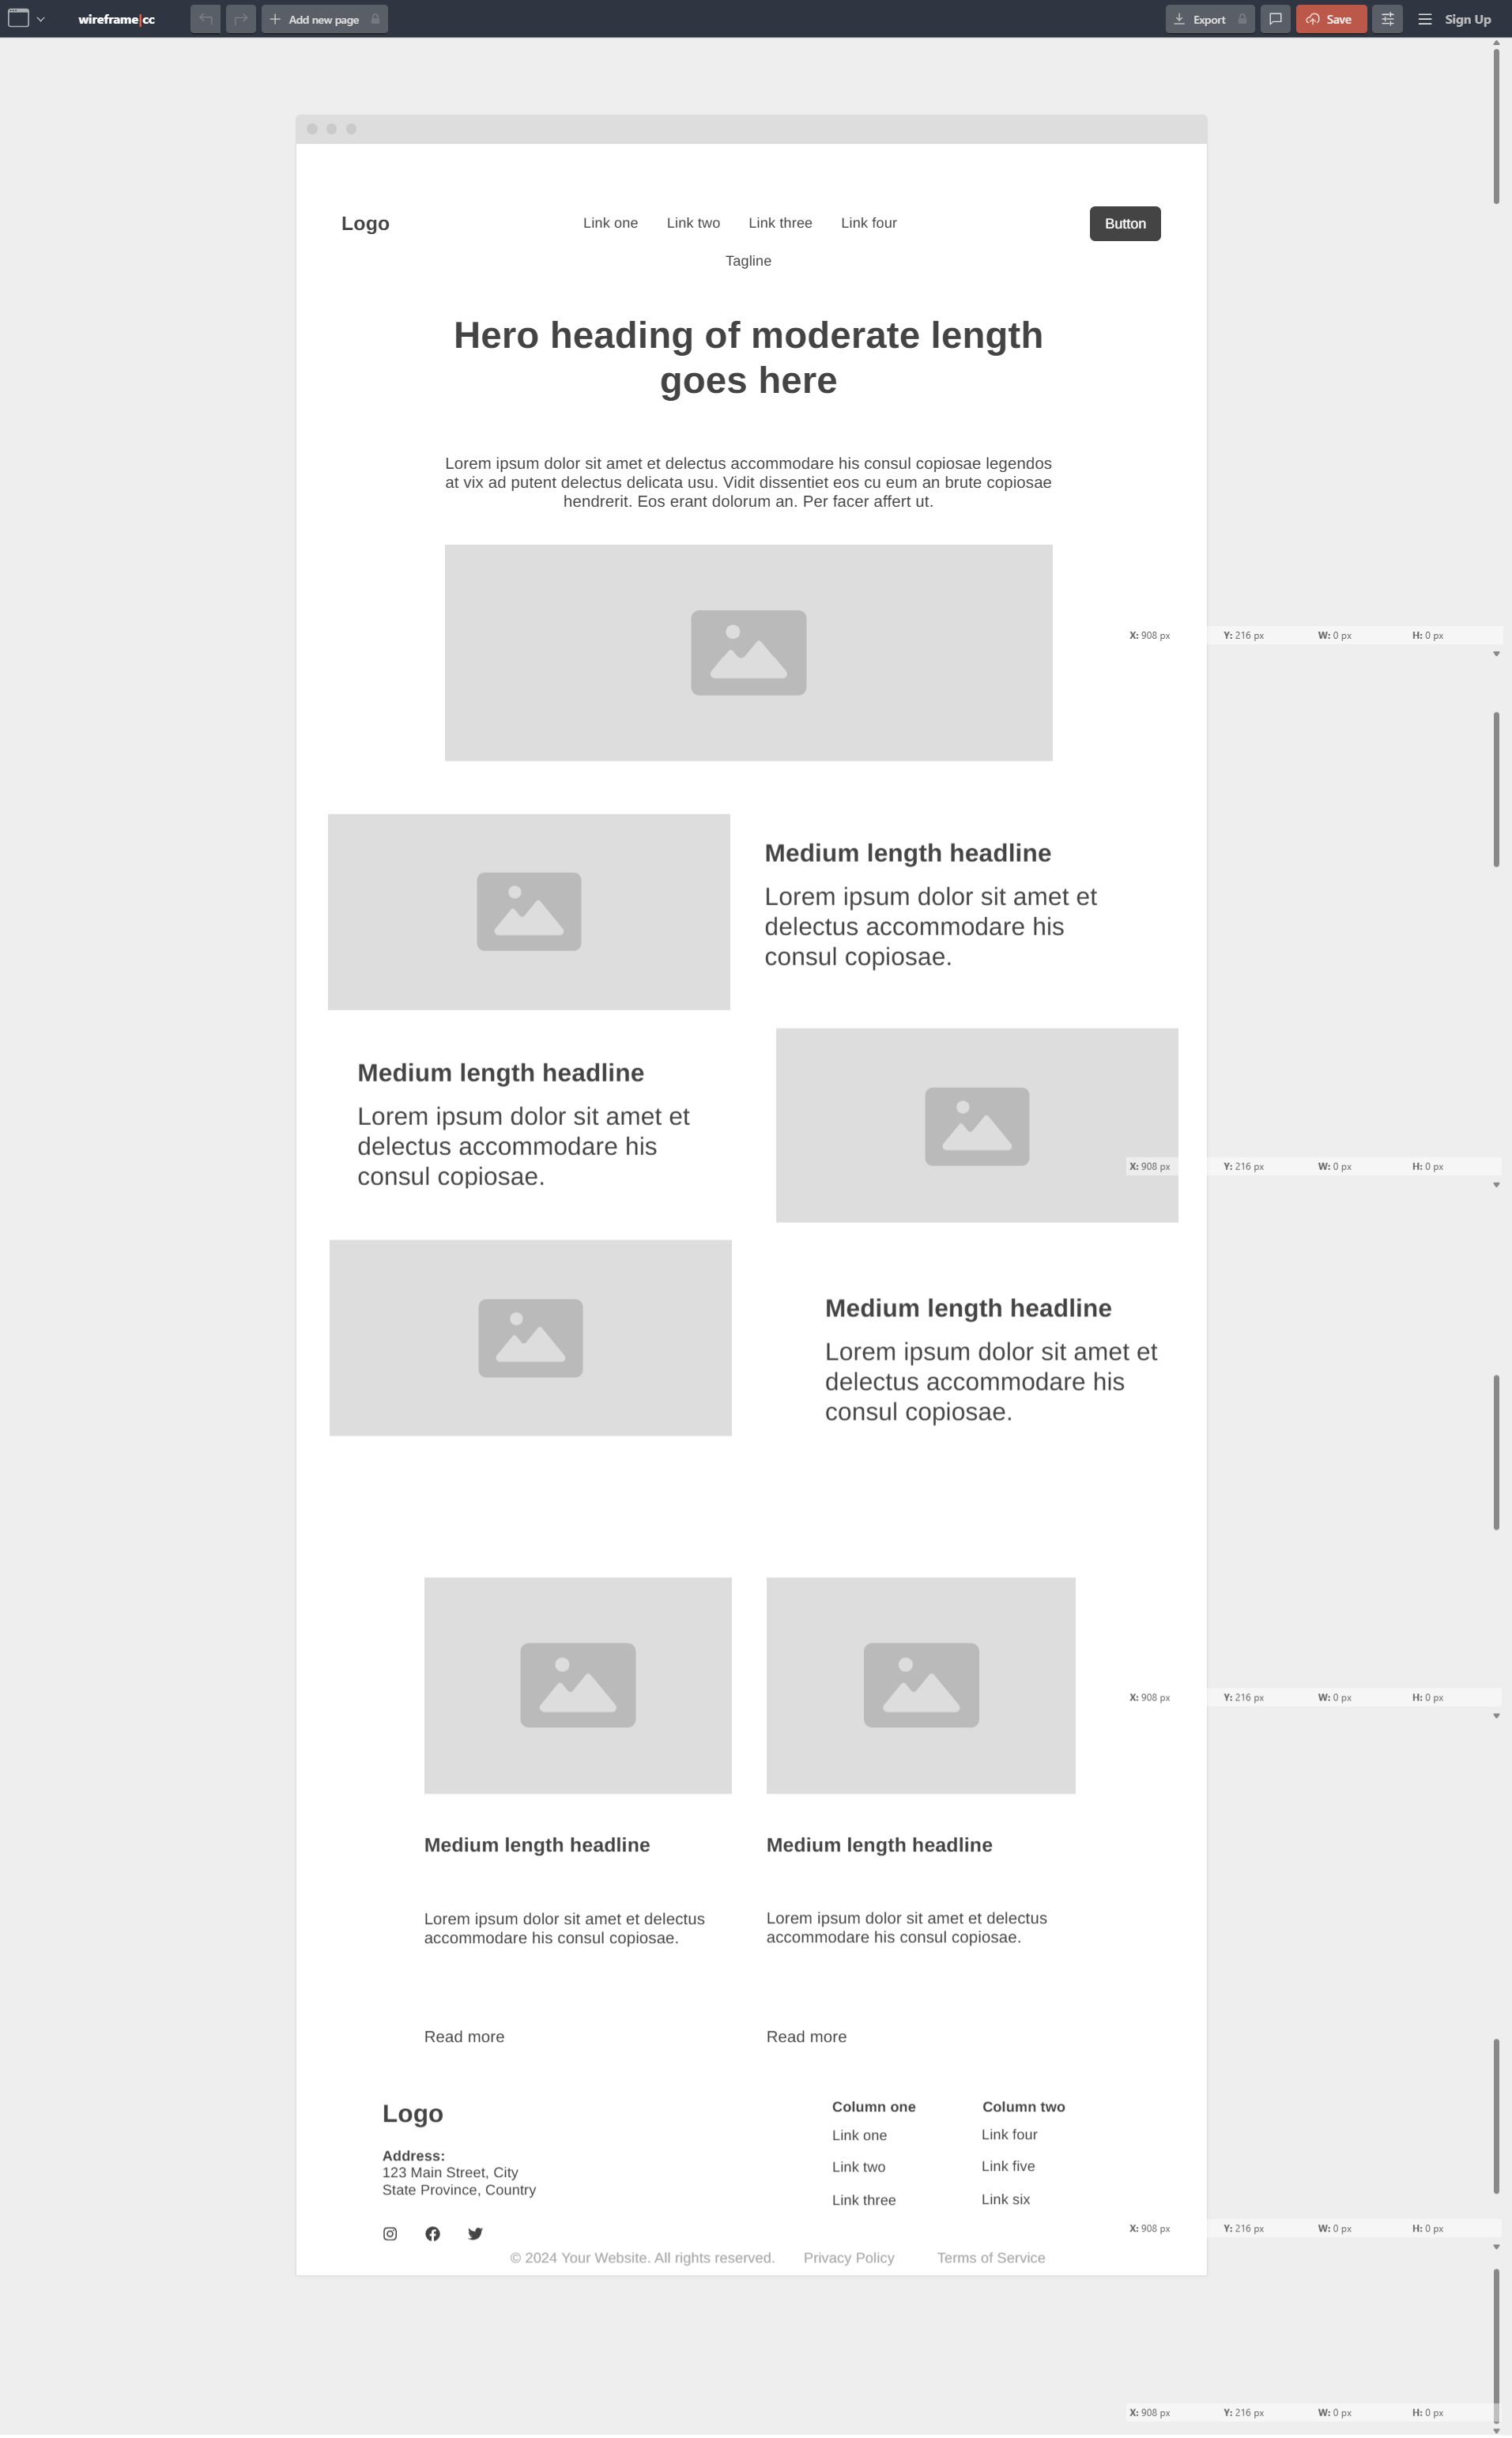 wireframe|cc
Add new page
Export
Save
Sign Up
Logo
Link one
Link two
Link three
Link four
Button
Tagline
Hero heading of moderate length
goes here
Lorem ipsum dolor sit amet et delectus accommodare his consul copiosae legendos
at vix ad putent delectus delicata usu. Vidit dissentiet eos cu eum an brute copiosae
hendrerit. Eos erant dolorum an. Per facer affert ut.
X: 908 px Y: 216 px W: 0 px H: 0 px
Medium length headline
Lorem ipsum dolor sit amet et
delectus accommodare his
consul copiosae.
Medium length headline
Lorem ipsum dolor sit amet et
delectus accommodare his
consul copiosae.
X: 908 px Y: 216 px W: 0 px H: 0 px
Medium length headline
Lorem ipsum dolor sit amet et
delectus accommodare his
consul copiosae.
X: 908 px Y: 216 px W: 0 px H: 0 px
Medium length headline
Lorem ipsum dolor sit amet et delectus
accommodare his consul copiosae.
Read more
Medium length headline
Lorem ipsum dolor sit amet et delectus
accommodare his consul copiosae.
Read more
Logo
Address:
123 Main Street, City
State Province, Country
Column one
Link one
Link two
Link three
Column two
Link four
Link five
Link six
X: 908 px Y: 216 px W: 0 px H: 0 px
© 2024 Your Website. All rights reserved.
Privacy Policy
Terms of Service
X: 908 px Y: 216 px W: 0 px H: 0 px